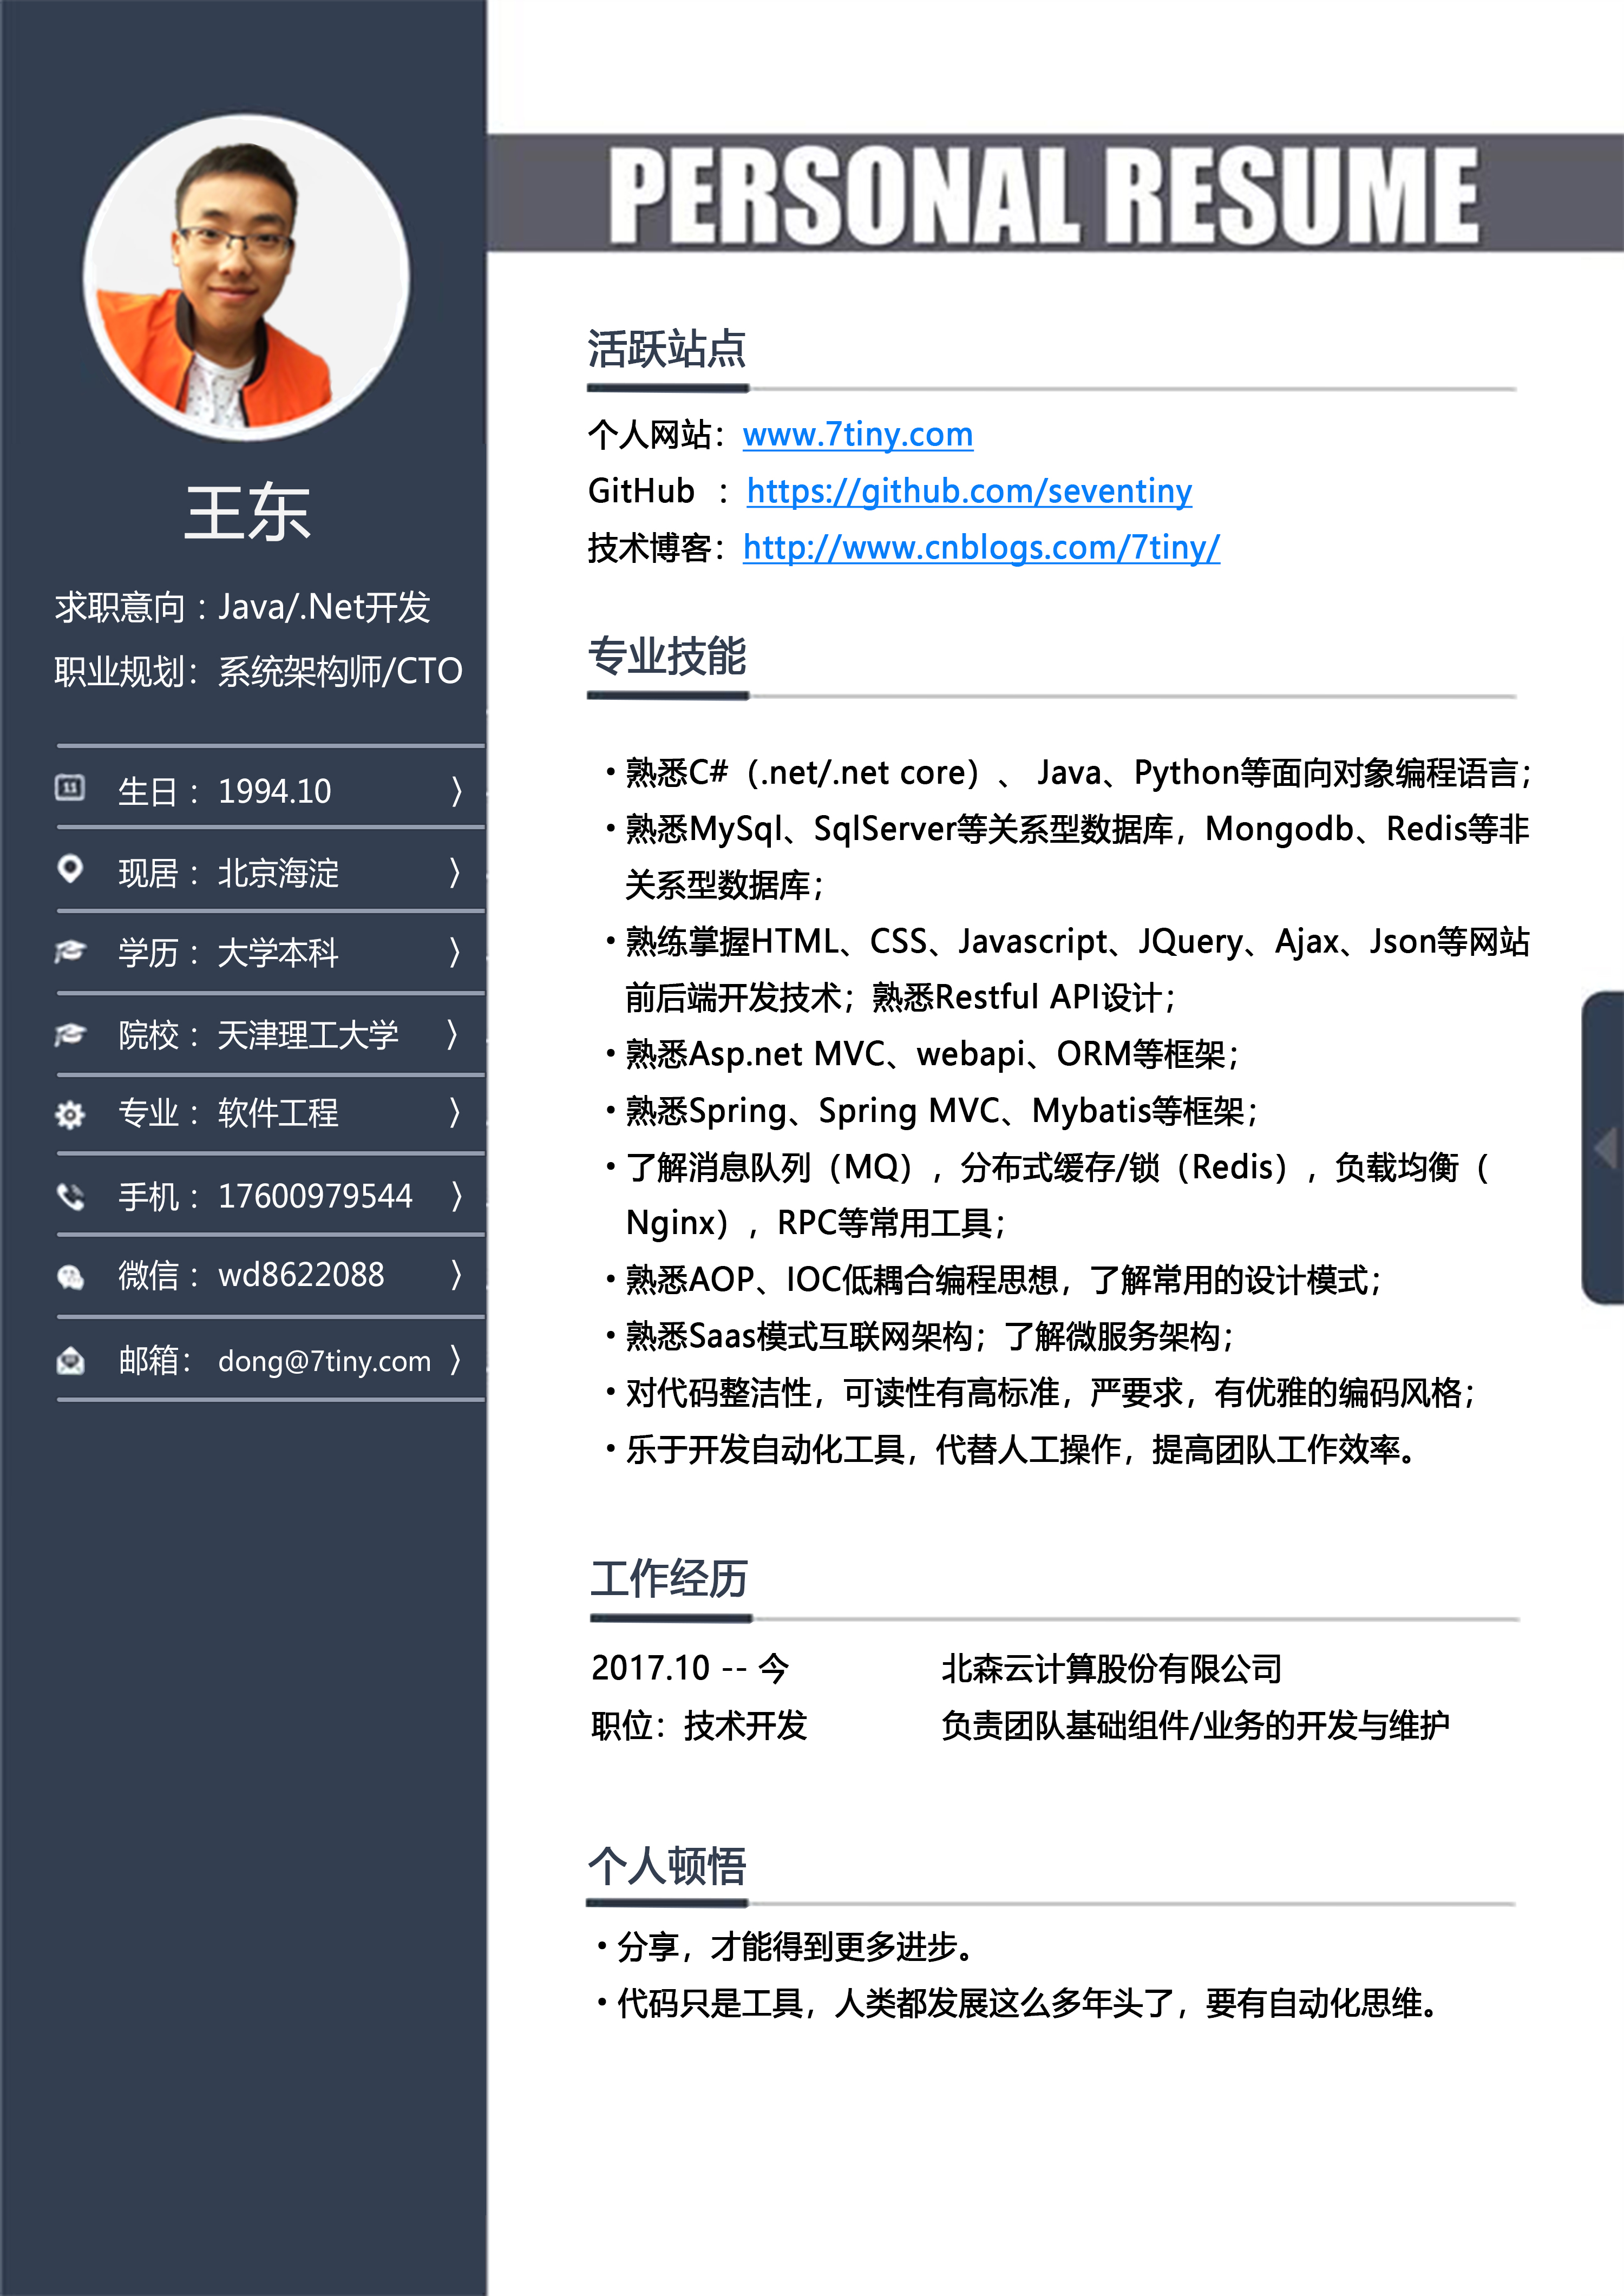 PERSONAL RESUME
王东
求职意向：Java/.Net开发
职业规划：系统架构师/CTO
11
生日：1994.10 〉
现居：北京海淀 〉
学历：大学本科 〉
院校：天津理工大学 〉
专业：软件工程 〉
手机：17600979544 〉
微信：wd8622088 〉
邮箱：dong@7tiny.com 〉
活跃站点
个人网站：www.7tiny.com
GitHub ：https://github.com/seventiny
技术博客：http://www.cnblogs.com/7tiny/
专业技能
·熟悉C#（.net/.net core）、 Java、Python等面向对象编程语言；
·熟悉MySql、SqlServer等关系型数据库，Mongodb、Redis等非
关系型数据库；
·熟练掌握HTML、CSS、Javascript、JQuery、Ajax、Json等网站
前后端开发技术；熟悉Restful API设计；
·熟悉Asp.net MVC、webapi、ORM等框架；
·熟悉Spring、Spring MVC、Mybatis等框架；
·了解消息队列（MQ），分布式缓存/锁（Redis），负载均衡（
Nginx），RPC等常用工具；
·熟悉AOP、IOC低耦合编程思想，了解常用的设计模式；
·熟悉Saas模式互联网架构；了解微服务架构；
·对代码整洁性，可读性有高标准，严要求，有优雅的编码风格；
·乐于开发自动化工具，代替人工操作，提高团队工作效率。
工作经历
2017.10 -- 今 北森云计算股份有限公司
职位：技术开发 负责团队基础组件/业务的开发与维护
个人顿悟
·分享，才能得到更多进步。
·代码只是工具，人类都发展这么多年头了，要有自动化思维。